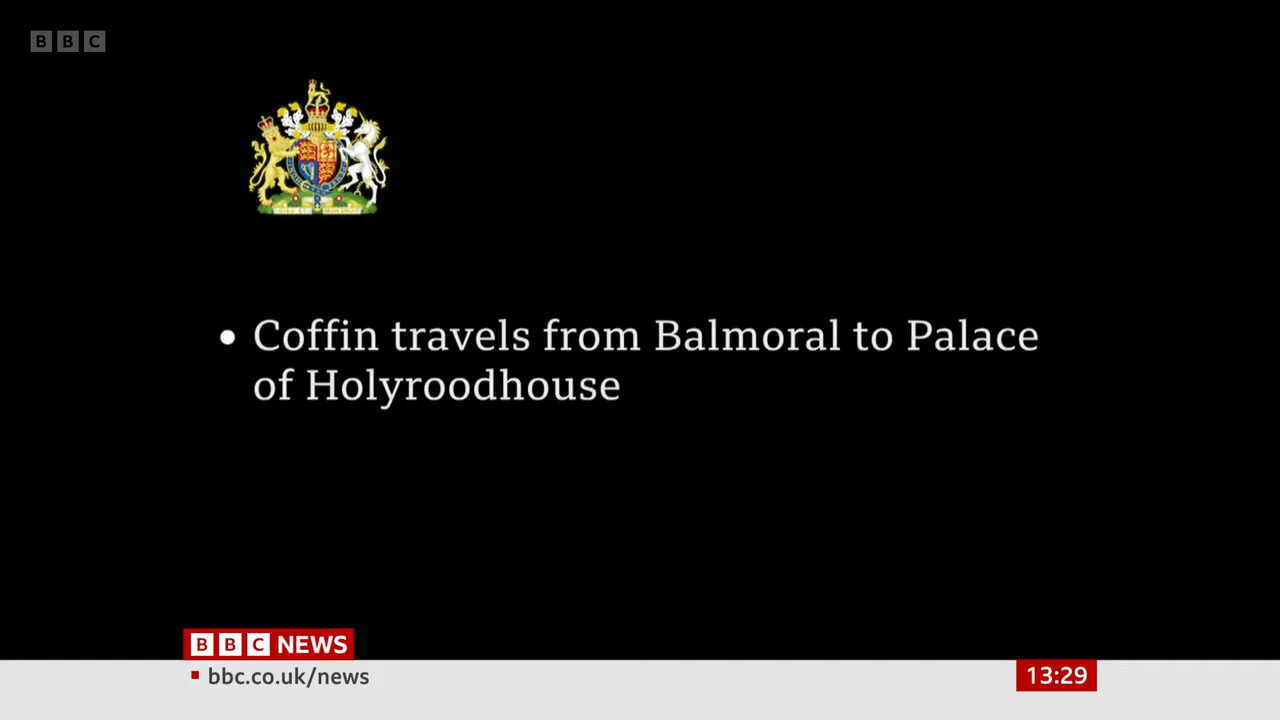 BBC
• Coffin travels from Balmoral to Palace
of Holyroodhouse
BBC NEWS
bbc.co.uk/news
13:29